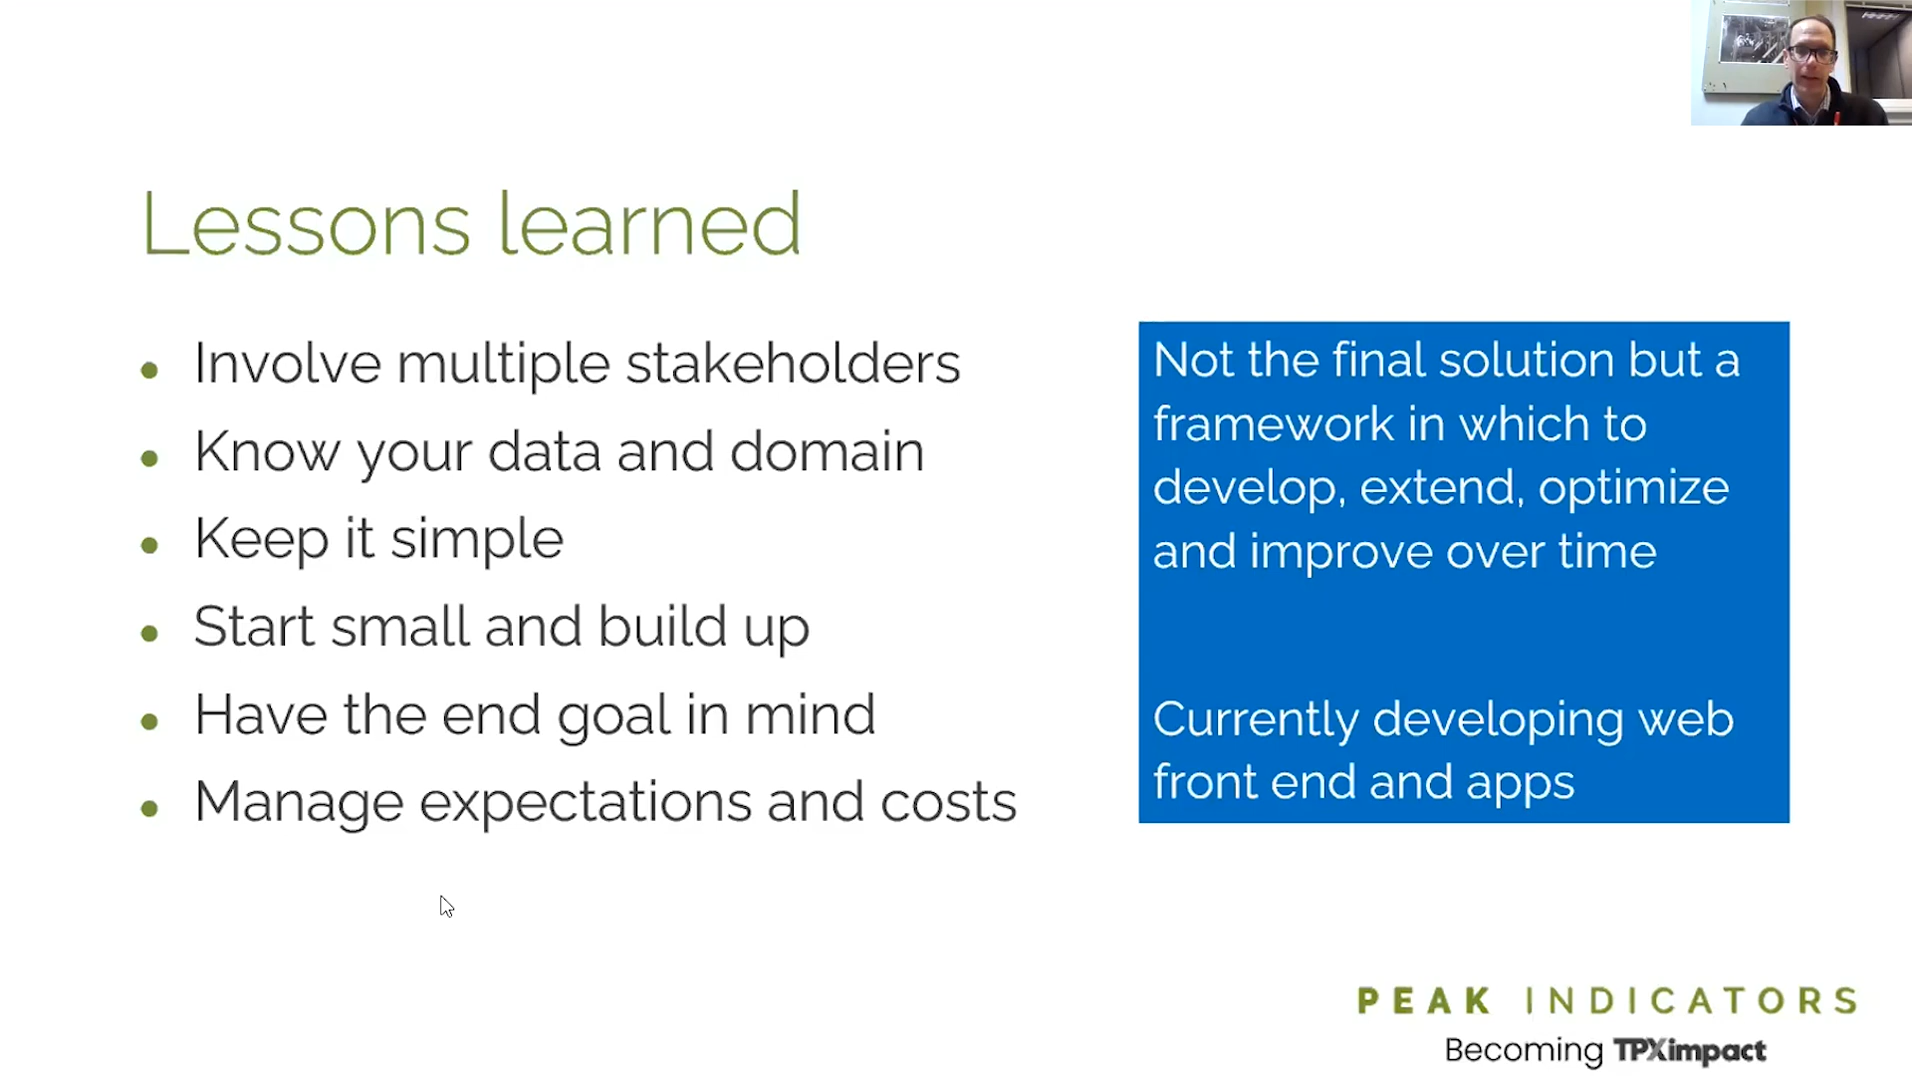 Lessons learned
Involve multiple stakeholders
Know your data and domain
Keep it simple
Start small and build up
Have the end goal in mind
Manage expectations and costs
Not the final solution but a
framework in which to
develop, extend, optimize
and improve over time
Currently developing web
front end and apps
PEAK INDICATORS
Becoming TPXimpact